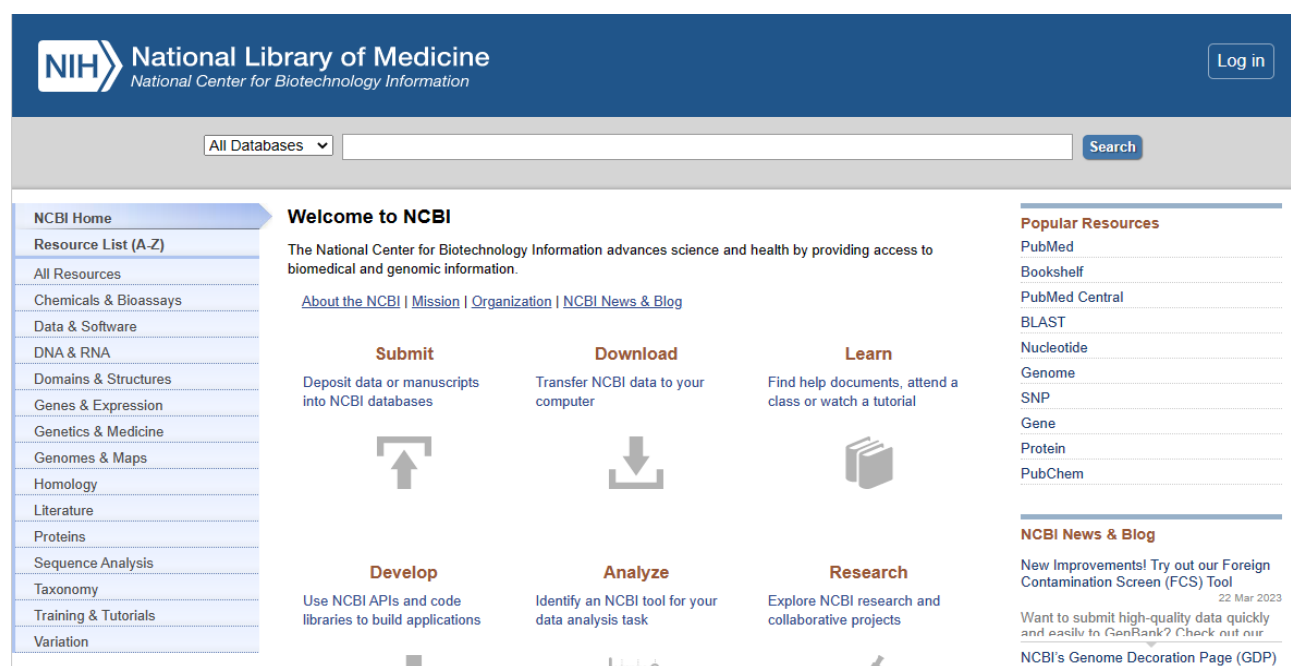 NIH
National Library of Medicine
National Center for Biotechnology Information
Log in
All Databases
Search
NCBI Home
Resource List (A-Z)
All Resources
Chemicals & Bioassays
Data & Software
DNA & RNA
Domains & Structures
Genes & Expression
Genetics & Medicine
Genomes & Maps
Homology
Literature
Proteins
Sequence Analysis
Taxonomy
Training & Tutorials
Variation
Welcome to NCBI
The National Center for Biotechnology Information advances science and health by providing access to
biomedical and genomic information.
About the NCBI | Mission | Organization | NCBI News & Blog
Submit
Deposit data or manuscripts
into NCBI databases
Download
Transfer NCBI data to your
computer
Learn
Find help documents, attend a
class or watch a tutorial
Develop
Use NCBI APIs and code
libraries to build applications
Analyze
Identify an NCBI tool for your
data analysis task
Research
Explore NCBI research and
collaborative projects
Popular Resources
PubMed
Bookshelf
PubMed Central
BLAST
Nucleotide
Genome
SNP
Gene
Protein
PubChem
NCBI News & Blog
New Improvements! Try out our Foreign
Contamination Screen (FCS) Tool
22 Mar 2023
Want to submit high-quality data quickly
and easily to GenBank? Check out our
NCBI's Genome Decoration Page (GDP)